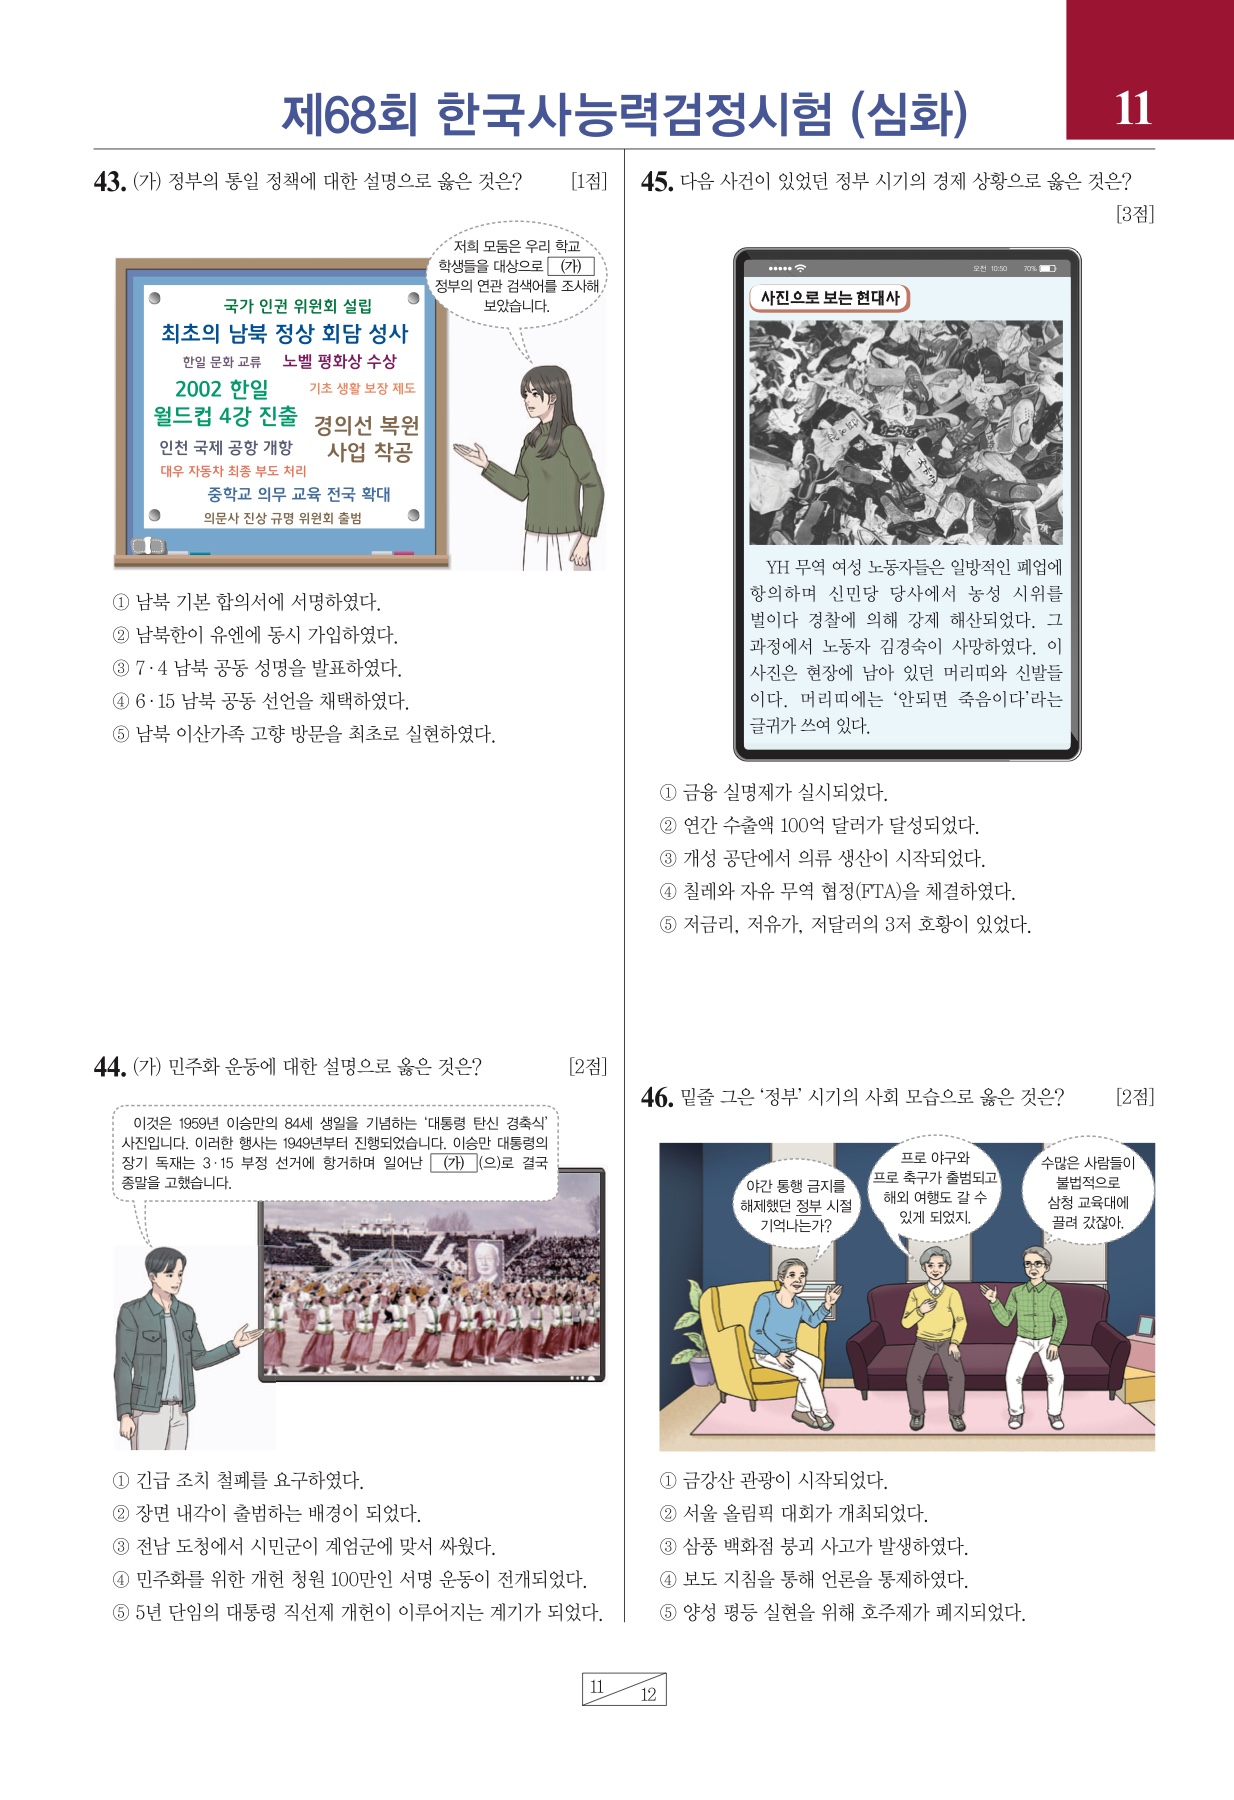 제68회 한국사능력검정시험 (심화)
11
43. (가) 정부의 통일 정책에 대한 설명으로 옳은 것은? [1점]
저희 모둠은 우리 학교
학생들을 대상으로 (가)
정부의 연관 검색어를 조사해
보았습니다.
국가 인권 위원회 설립
최초의 남북 정상 회담 성사
한일 문화 교류 노벨 평화상 수상
2002 한일
월드컵 4강 진출
기초 생활 보장 제도
경의선 복원
사업 착공
인천 국제 공항 개항
대우 자동차 최종 부도 처리
중학교 의무 교육 전국 확대
의문사 진상 규명 위원회 출범
① 남북 기본 합의서에 서명하였다.
② 남북한이 유엔에 동시 가입하였다.
③ 7·4 남북 공동 성명을 발표하였다.
④ 6·15 남북 공동 선언을 채택하였다.
⑤ 남북 이산가족 고향 방문을 최초로 실현하였다.
44. (가) 민주화 운동에 대한 설명으로 옳은 것은? [2점]
이것은 1959년 이승만의 84세 생일을 기념하는 ‘대통령 탄신 경축식’
사진입니다. 이러한 행사는 1949년부터 진행되었습니다. 이승만 대통령의
장기 독재는 3·15 부정 선거에 항거하며 일어난 (가) (으)로 결국
종말을 고했습니다.
① 긴급 조치 철폐를 요구하였다.
② 장면 내각이 출범하는 배경이 되었다.
③ 전남 도청에서 시민군이 계엄군에 맞서 싸웠다.
④ 민주화를 위한 개헌 청원 100만인 서명 운동이 전개되었다.
⑤ 5년 단임의 대통령 직선제 개헌이 이루어지는 계기가 되었다.
45. 다음 사건이 있었던 정부 시기의 경제 상황으로 옳은 것은?
[3점]
오전 10:50 70%
사진으로 보는 현대사
YH 무역 여성 노동자들은 일방적인 폐업에
항의하며 신민당 당사에서 농성 시위를
벌이다 경찰에 의해 강제 해산되었다. 그
과정에서 노동자 김경숙이 사망하였다. 이
사진은 현장에 남아 있던 머리띠와 신발들
이다. 머리띠에는 ‘안되면 죽음이다’라는
글귀가 쓰여 있다.
① 금융 실명제가 실시되었다.
② 연간 수출액 100억 달러가 달성되었다.
③ 개성 공단에서 의류 생산이 시작되었다.
④ 칠레와 자유 무역 협정(FTA)을 체결하였다.
⑤ 저금리, 저유가, 저달러의 3저 호황이 있었다.
46. 밑줄 그은 ‘정부’ 시기의 사회 모습으로 옳은 것은? [2점]
야간 통행 금지를
해제했던 정부 시절
기억나는가?
프로 야구와
프로 축구가 출범되고
해외 여행도 갈 수
있게 되었지.
수많은 사람들이
불법적으로
삼청 교육대에
끌려 갔잖아.
① 금강산 관광이 시작되었다.
② 서울 올림픽 대회가 개최되었다.
③ 삼풍 백화점 붕괴 사고가 발생하였다.
④ 보도 지침을 통해 언론을 통제하였다.
⑤ 양성 평등 실현을 위해 호주제가 폐지되었다.
11
12